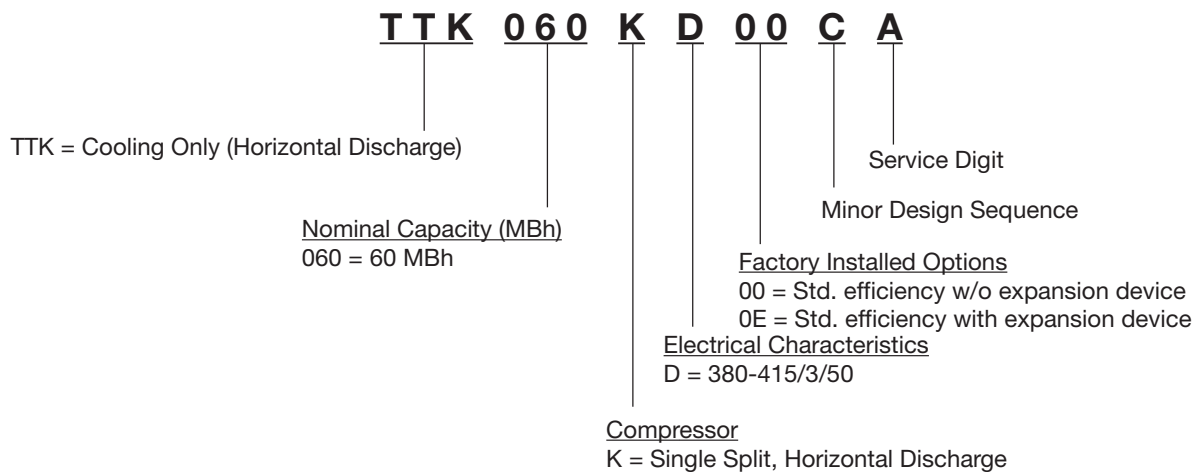 TTK 060 K D 00 C A
TTK = Cooling Only (Horizontal Discharge)
Service Digit
Minor Design Sequence
Nominal Capacity (MBh)
060 = 60 MBh
Factory Installed Options
00 = Std. efficiency w/o expansion device
0E = Std. efficiency with expansion device
Electrical Characteristics
D = 380-415/3/50
Compressor
K = Single Split, Horizontal Discharge